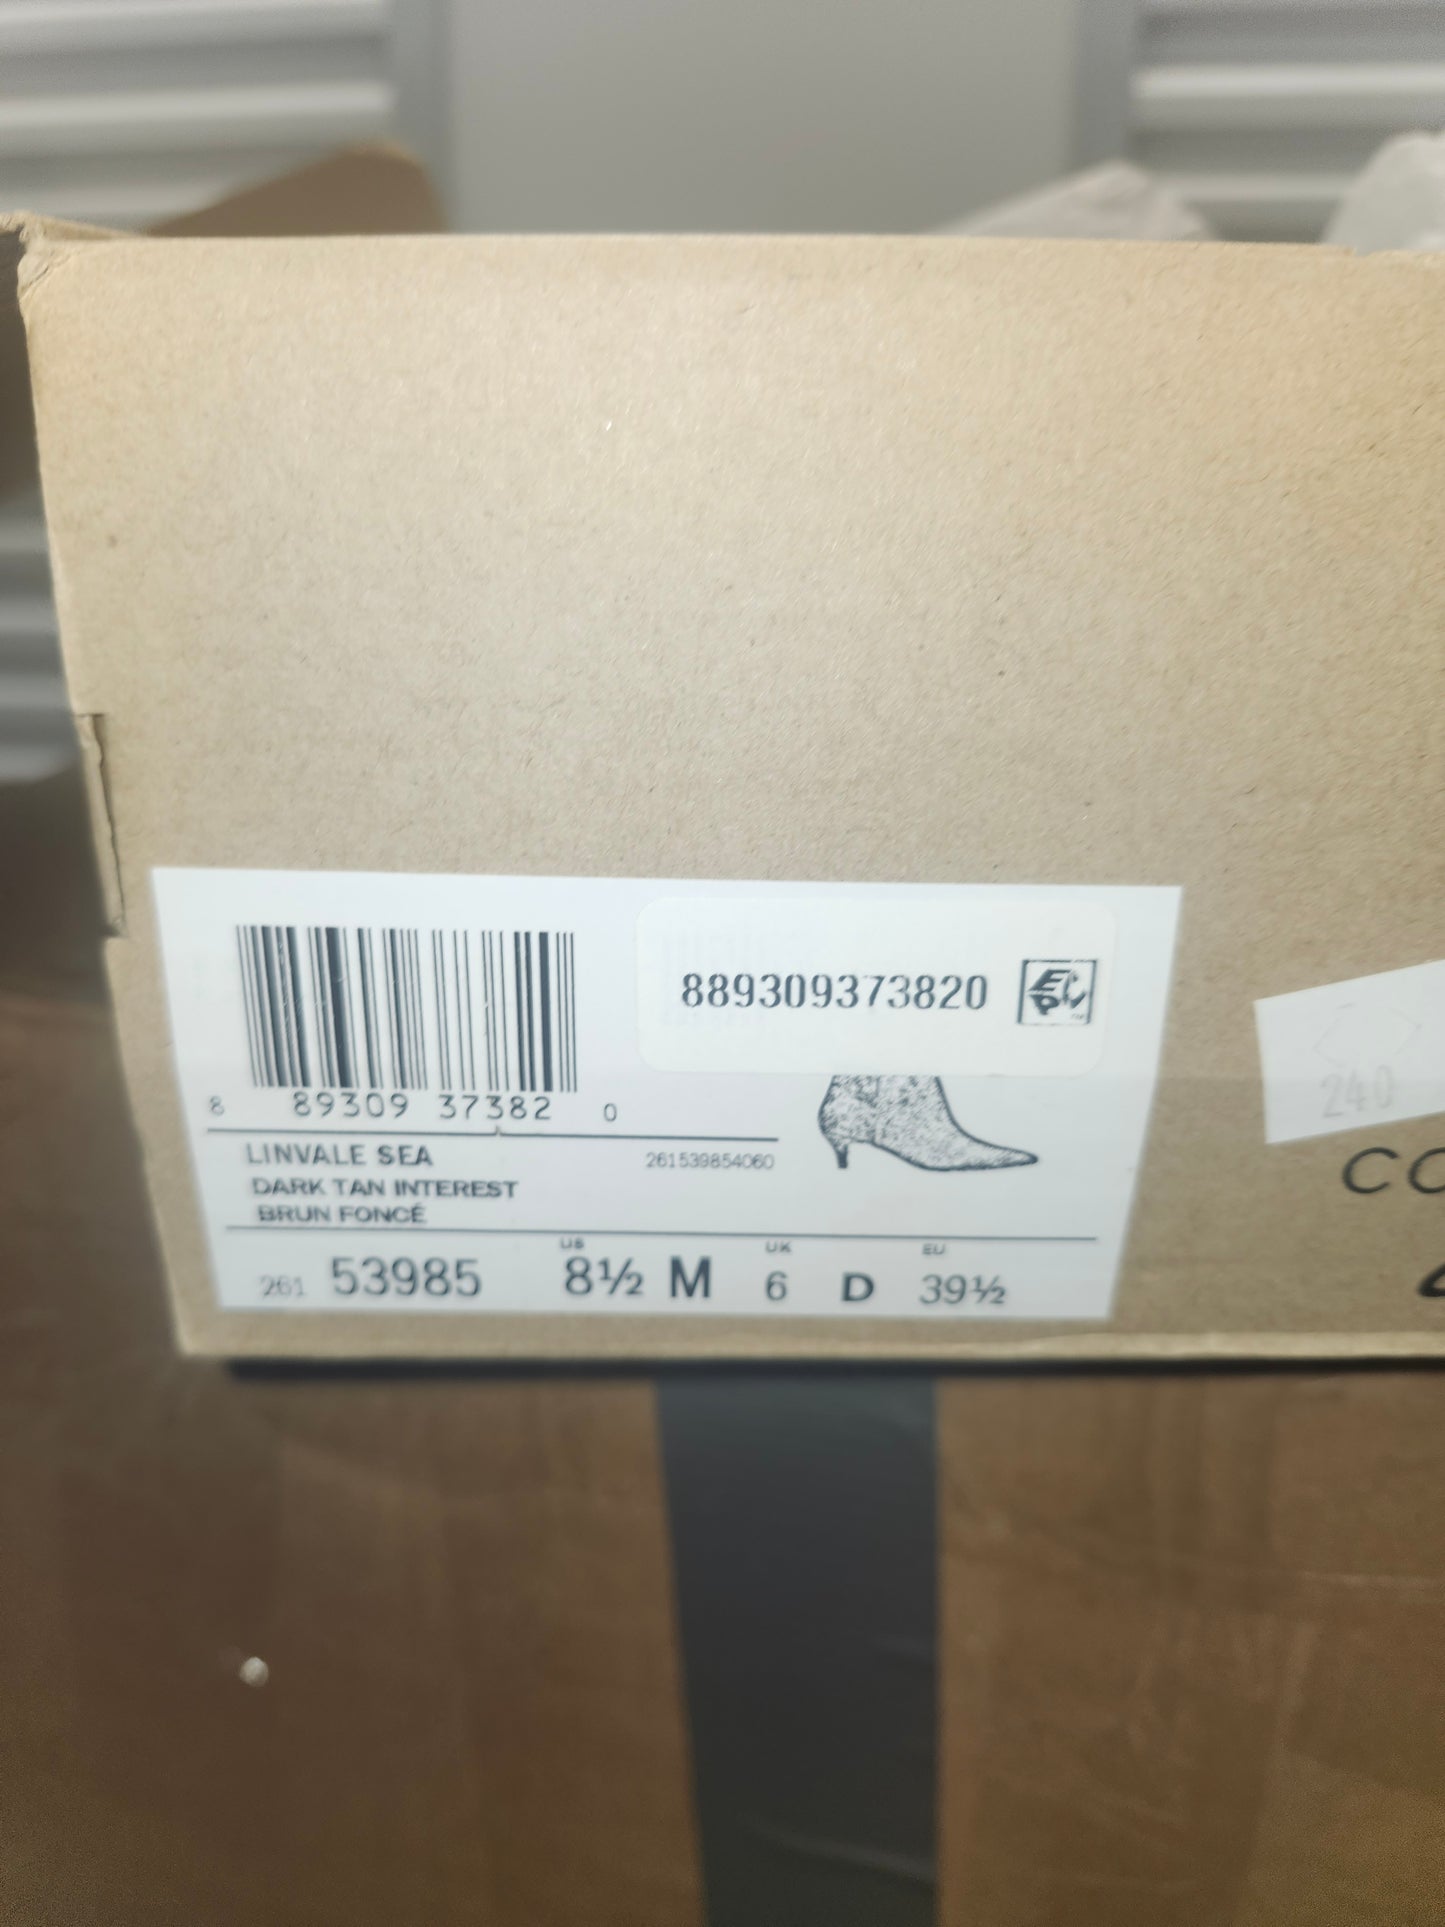 889309373820
8 89309 37382 0
240
LINVALE SEA 261539854060
DARK TAN INTEREST
BRUN FONCÉ
CO
US UK EU
261 53985 8½ M 6 D 39½